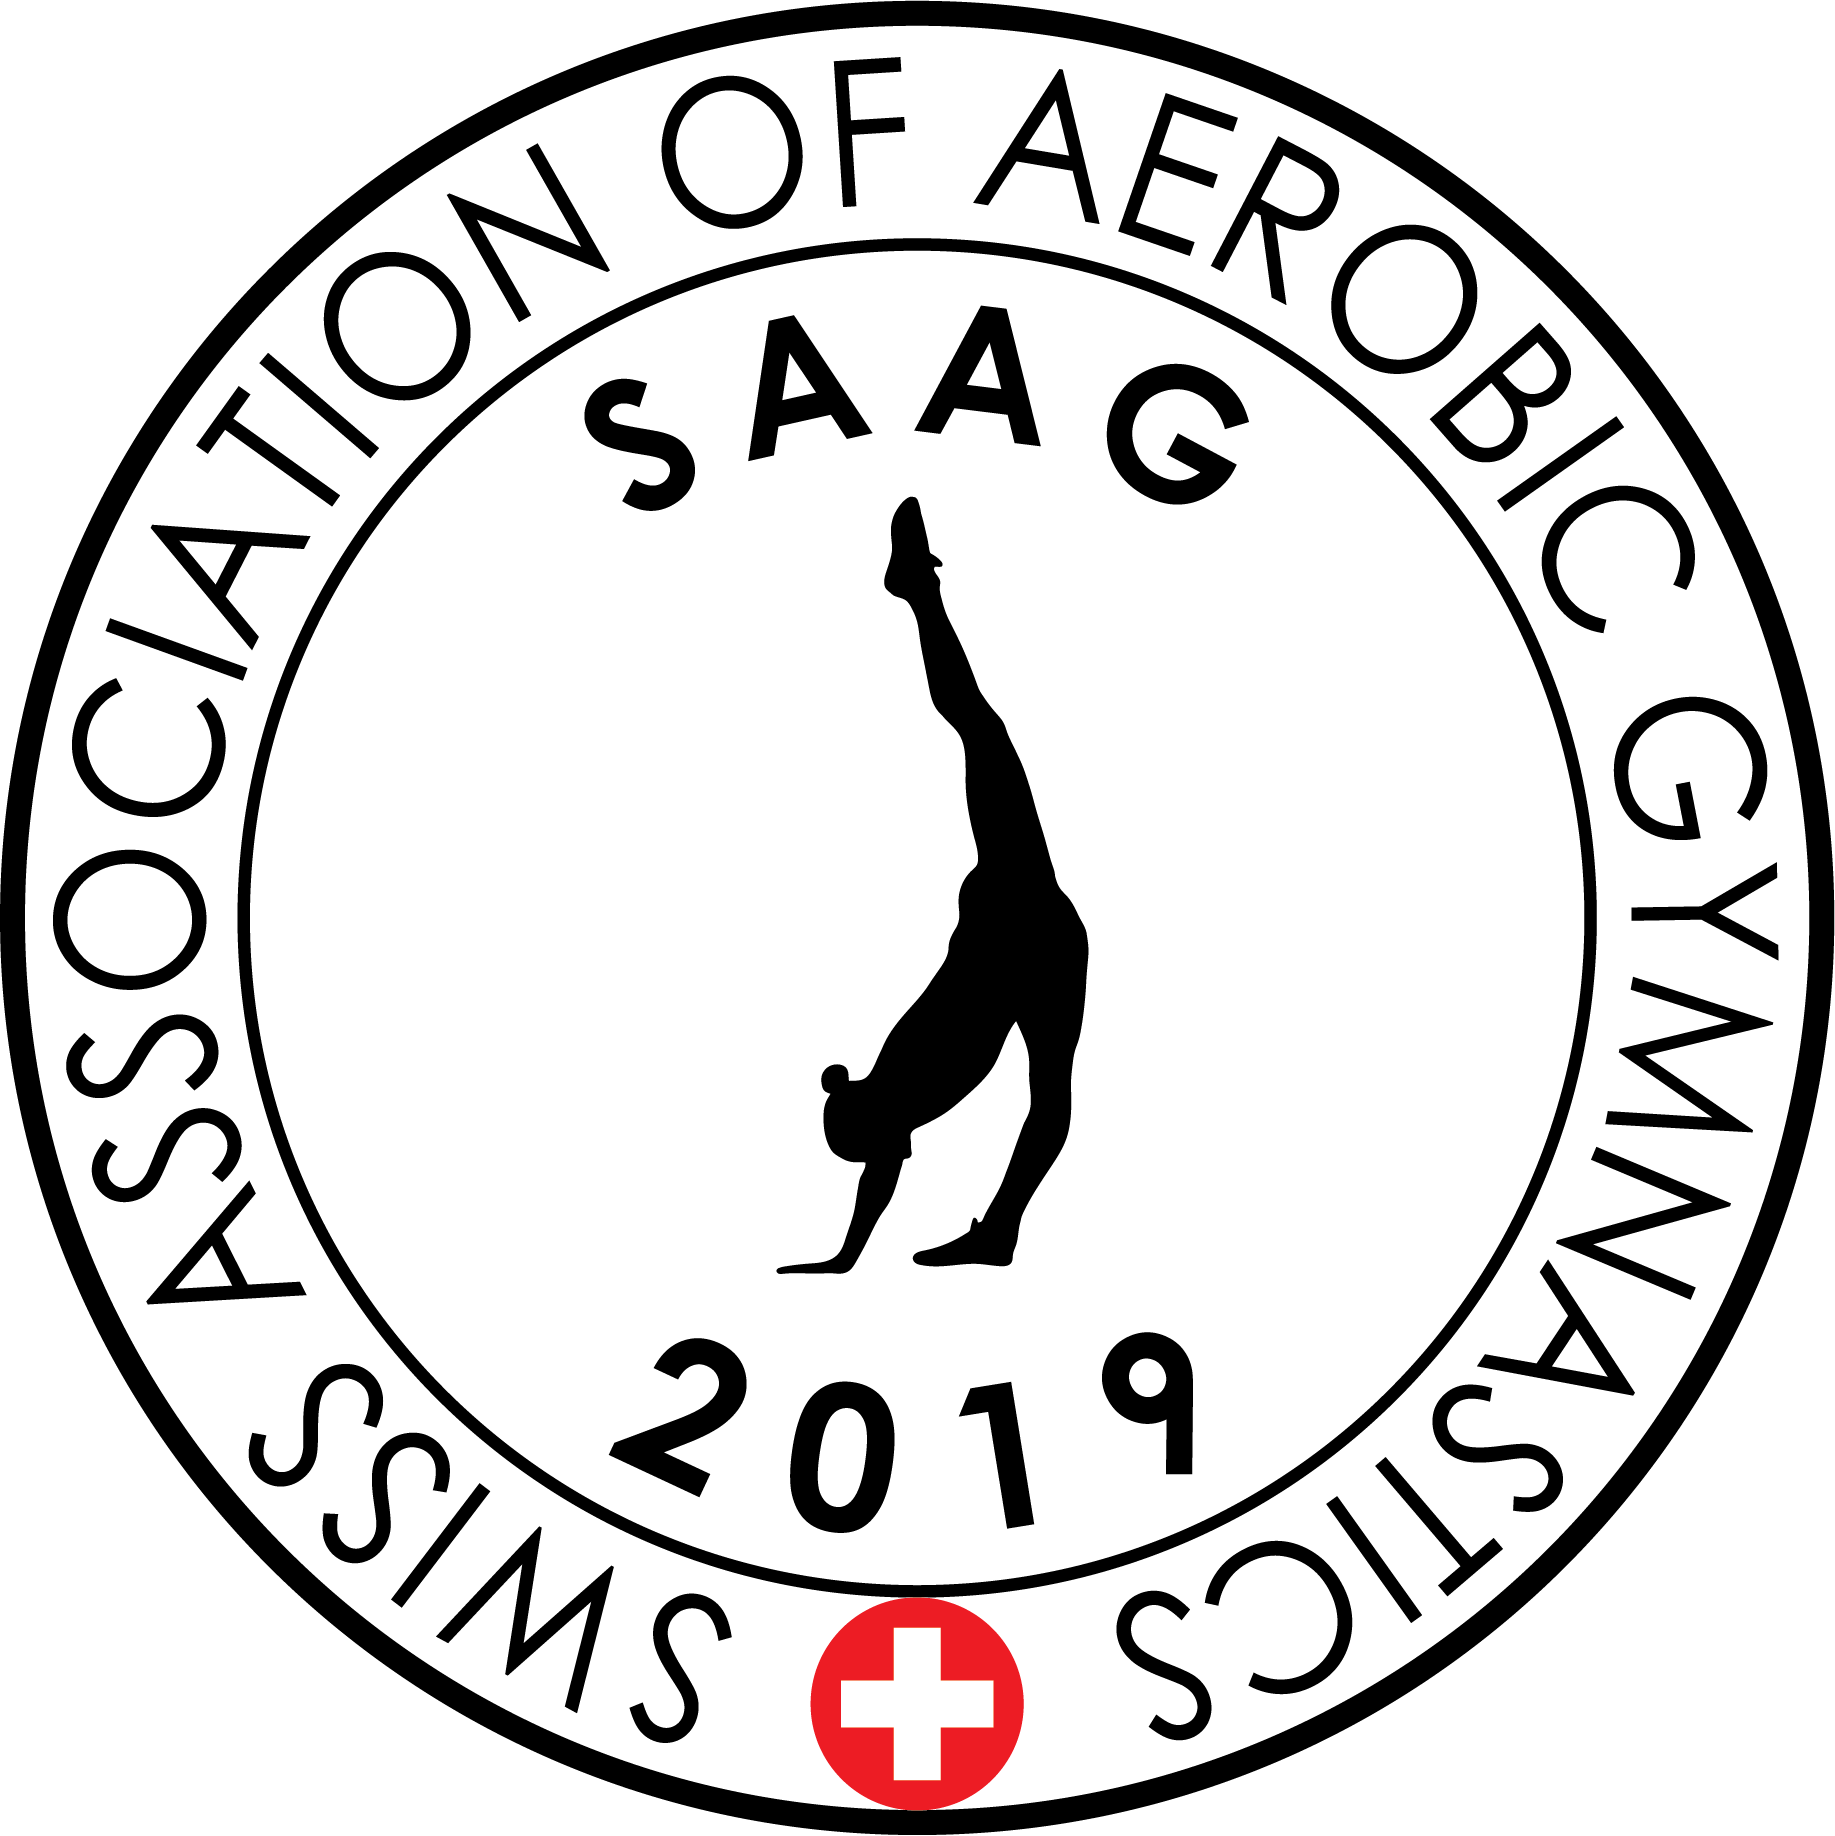 SWISS ASSOCIATION OF AEROBIC GYMNASTICS
SAAG
2019